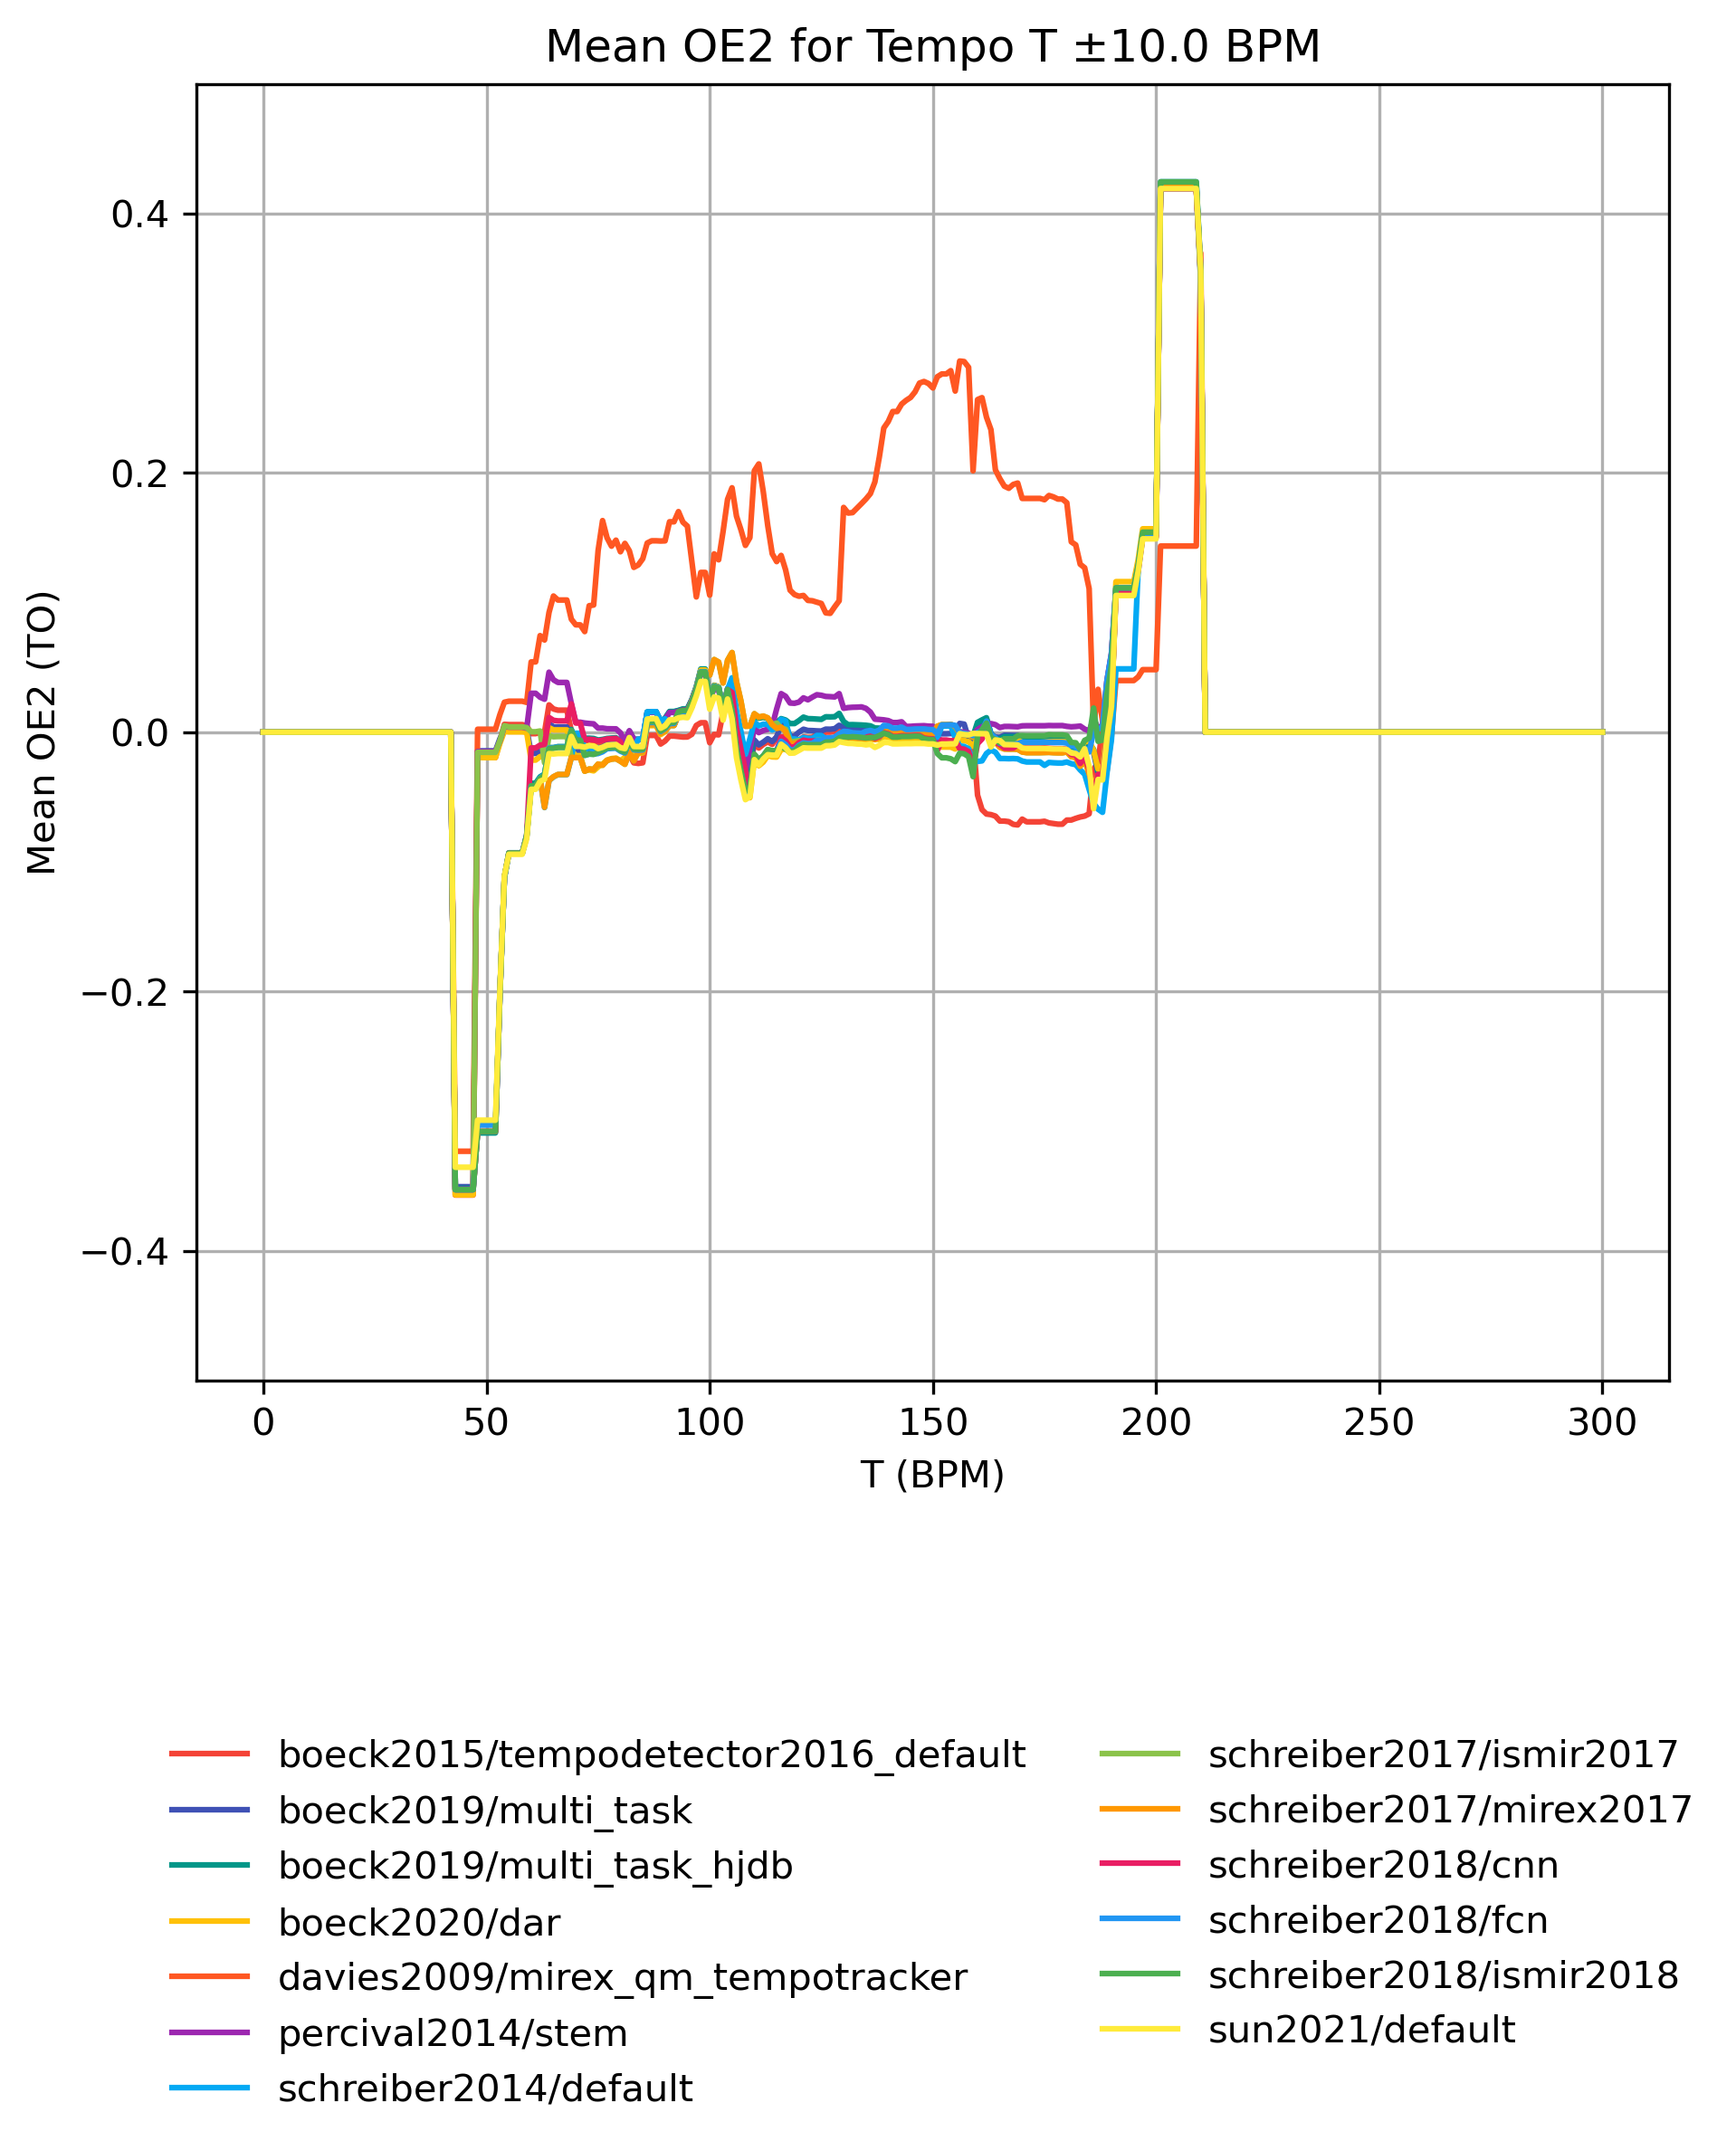 Mean OE2 for Tempo T ±10.0 BPM
Mean OE2 (TO)
0.4
0.2
0.0
−0.2
−0.4
0 50 100 150 200 250 300
T (BPM)
boeck2015/tempodetector2016_default
boeck2019/multi_task
boeck2019/multi_task_hjdb
boeck2020/dar
davies2009/mirex_qm_tempotracker
percival2014/stem
schreiber2014/default
schreiber2017/ismir2017
schreiber2017/mirex2017
schreiber2018/cnn
schreiber2018/fcn
schreiber2018/ismir2018
sun2021/default